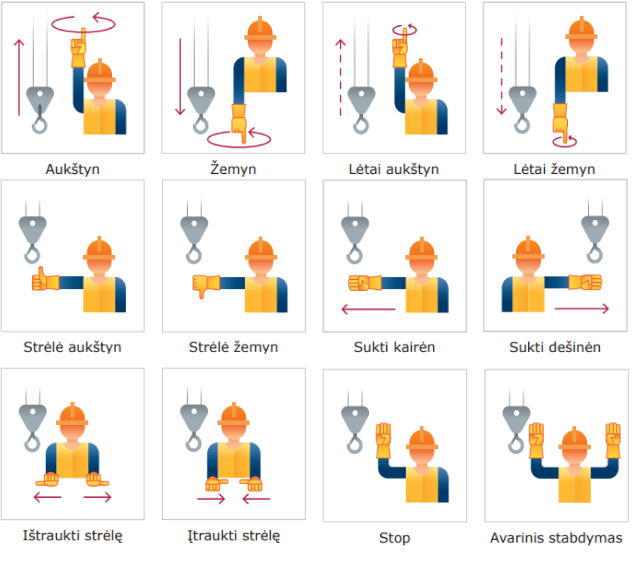 Aukštyn
Žemyn
Lėtai aukštyn
Lėtai žemyn
Strėlė aukštyn
Strėlė žemyn
Sukti kairėn
Sukti dešinėn
Ištraukti strėlę
Įtraukti strėlę
Stop
Avarinis stabdymas